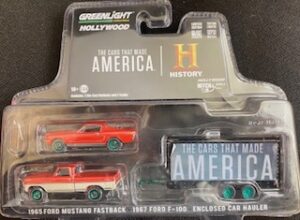 GREENLIGHT
HOLLYWOOD
THE CARS THAT MADE
AMERICA
H
HISTORY
THE CARS THAT MADE
AMERICA
1965 FORD MUSTANG FASTBACK
1967 FORD F-100
ENCLOSED CAR HAULER